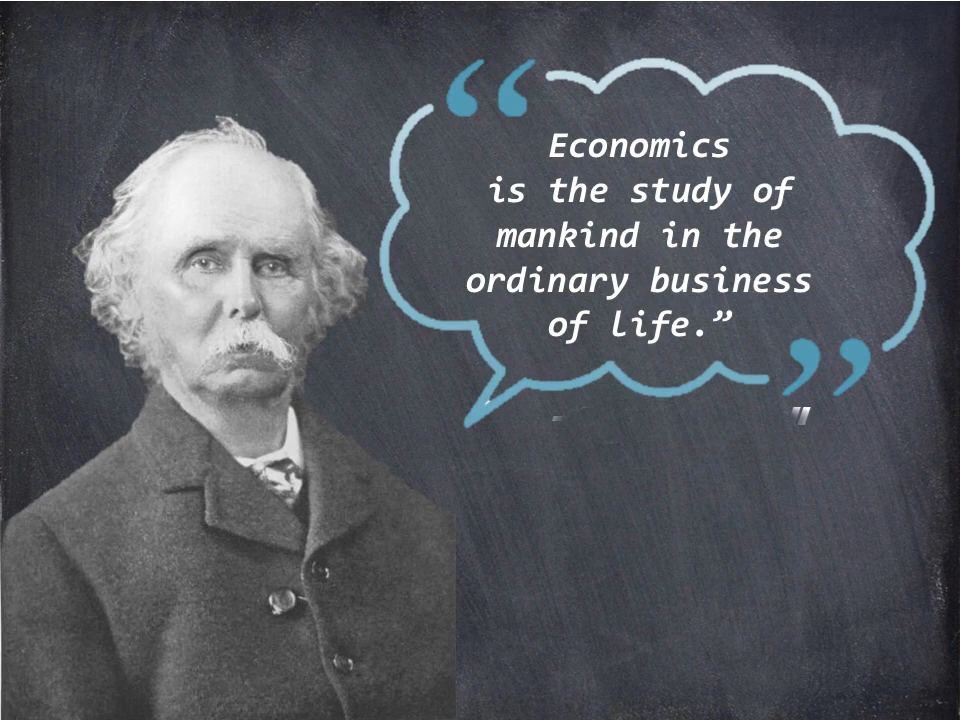 Economics
is the study of
mankind in the
ordinary business
of life.”
"